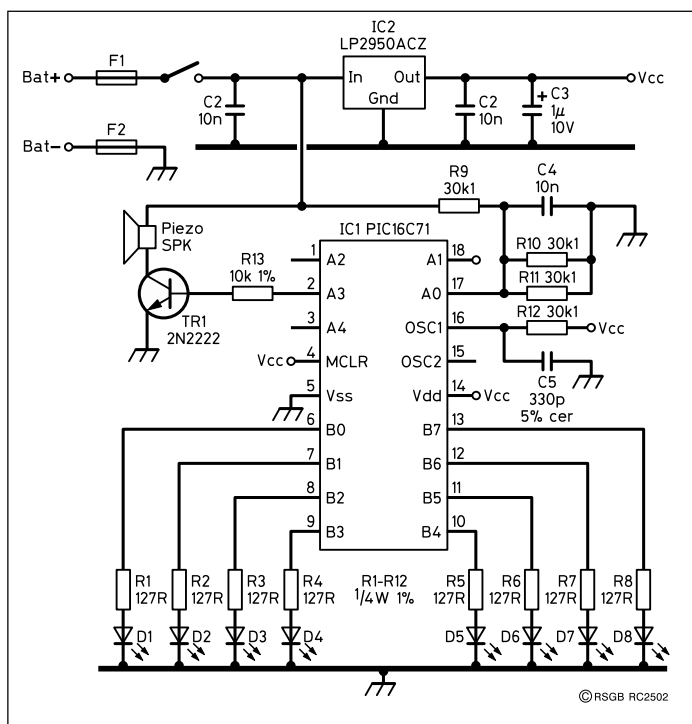 IC2
LP2950ACZ
F1
Bat+
In
Out
Vcc
Gnd
C2
10n
C2
10n
+ C3
1µ
10V
F2
Bat–
R9
30k1
C4
10n
Piezo
SPK
IC1 PIC16C71
R10 30k1
R11 30k1
R13
10k 1%
1
A2
A1
18
2
A3
A0
17
R12 30k1
TR1
2N2222
3
A4
OSC1
16
Vcc
Vcc
4
MCLR
OSC2
15
C5
330p
5% cer
5
Vss
Vdd
14
Vcc
6
B0
B7
13
7
B1
B6
12
8
B2
B5
11
9
B3
B4
10
R1
127R
R2
127R
R3
127R
R4
127R
R1-R12
1/4W 1%
R5
127R
R6
127R
R7
127R
R8
127R
D1
D2
D3
D4
D5
D6
D7
D8
© RSGB RC2502